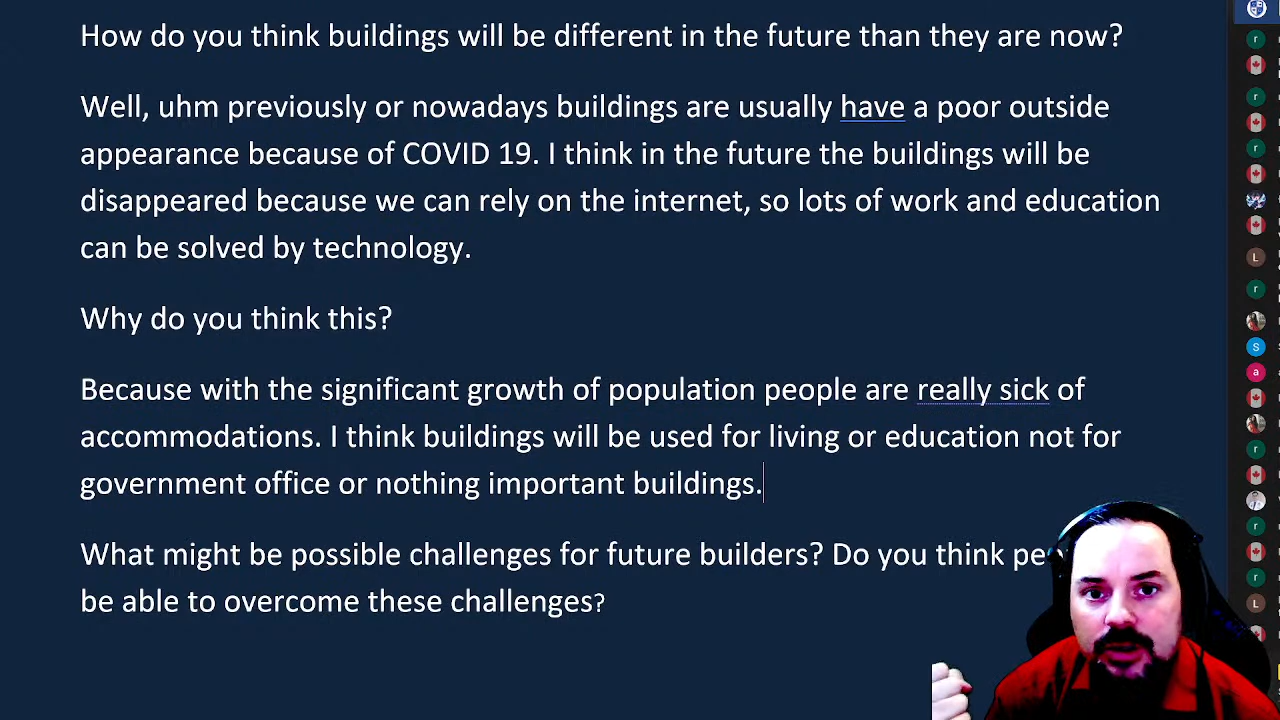 How do you think buildings will be different in the future than they are now?
Well, uhm previously or nowadays buildings are usually have a poor outside
appearance because of COVID 19. I think in the future the buildings will be
disappeared because we can rely on the internet, so lots of work and education
can be solved by technology.
Why do you think this?
Because with the significant growth of population people are really sick of
accommodations. I think buildings will be used for living or education not for
government office or nothing important buildings.
What might be possible challenges for future builders? Do you think
be able to overcome these challenges?
r
r
r
L
r
S
a
r
r
r
L